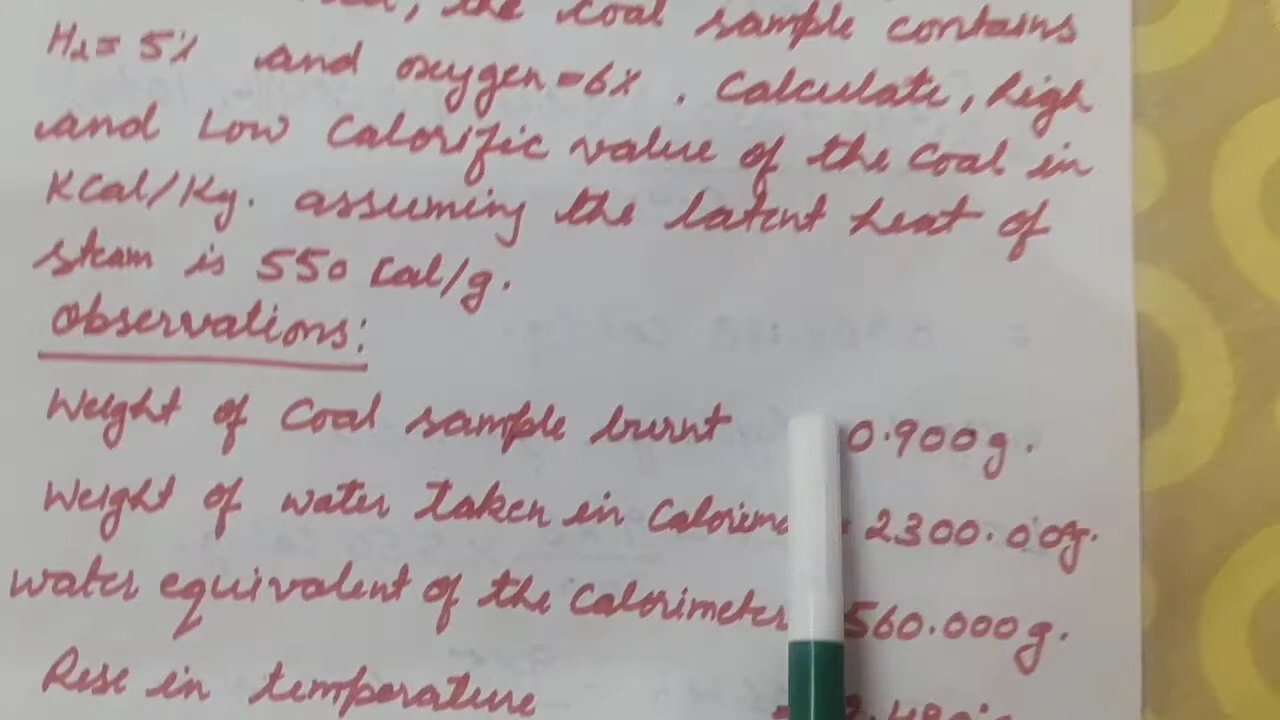 the coal sample contains
H2= 5% and oxygen=6%. Calculate, high
and Low Calorific value of the Coal in
KCal/Kg. assuming the latent heat of
steam is 550 Cal/g.
Observations:
Weight of Coal sample burnt 0.900g.
Weight of water taken in Calorime = 2300.00g.
Water equivalent of the Calorimeter 560.000g.
Rise in temperature =